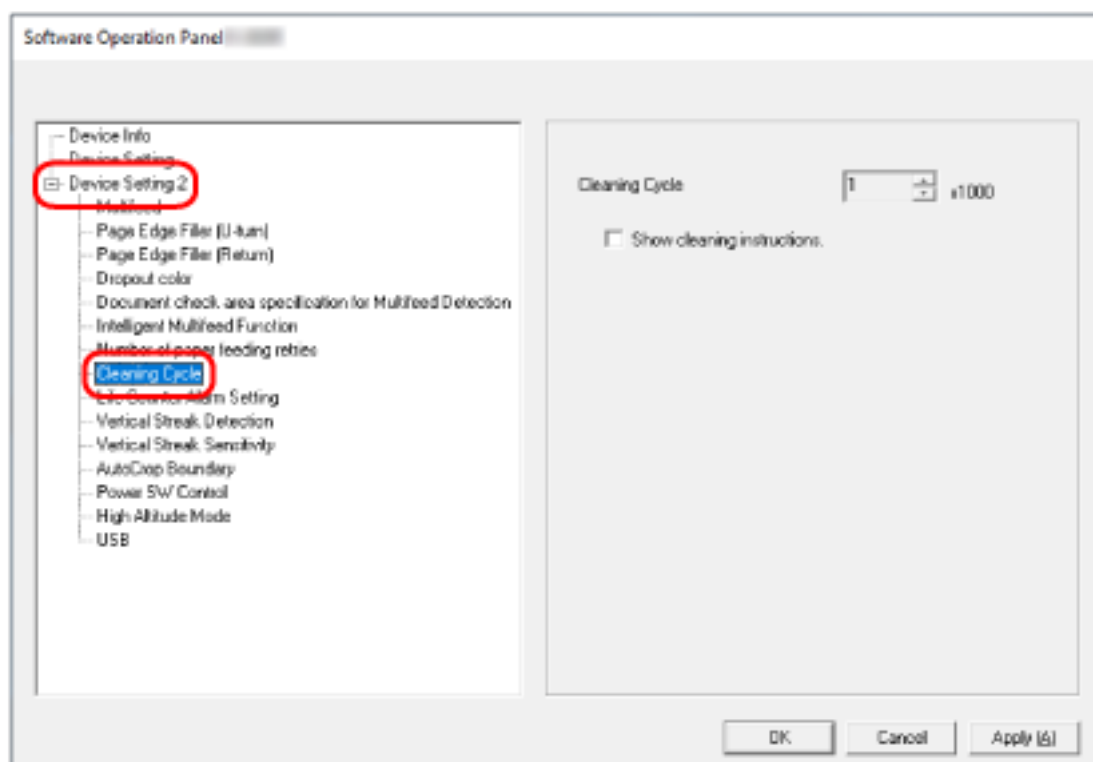 Software Operation Panel
Device Info
Device Setting
Device Setting 2
Multifeed
Page Edge Filler (U-turn)
Page Edge Filler (Return)
Dropout color
Document check area specification for Multifeed Detection
Intelligent Multifeed Function
Number of paper feeding retries
Cleaning Cycle
Life Counter Alarm Setting
Vertical Streak Detection
Vertical Streak Sensitivity
AutoCrop Boundary
Power SW Control
High Altitude Mode
USB
Cleaning Cycle 1 x1000
Show cleaning instructions.
OK Cancel Apply (A)